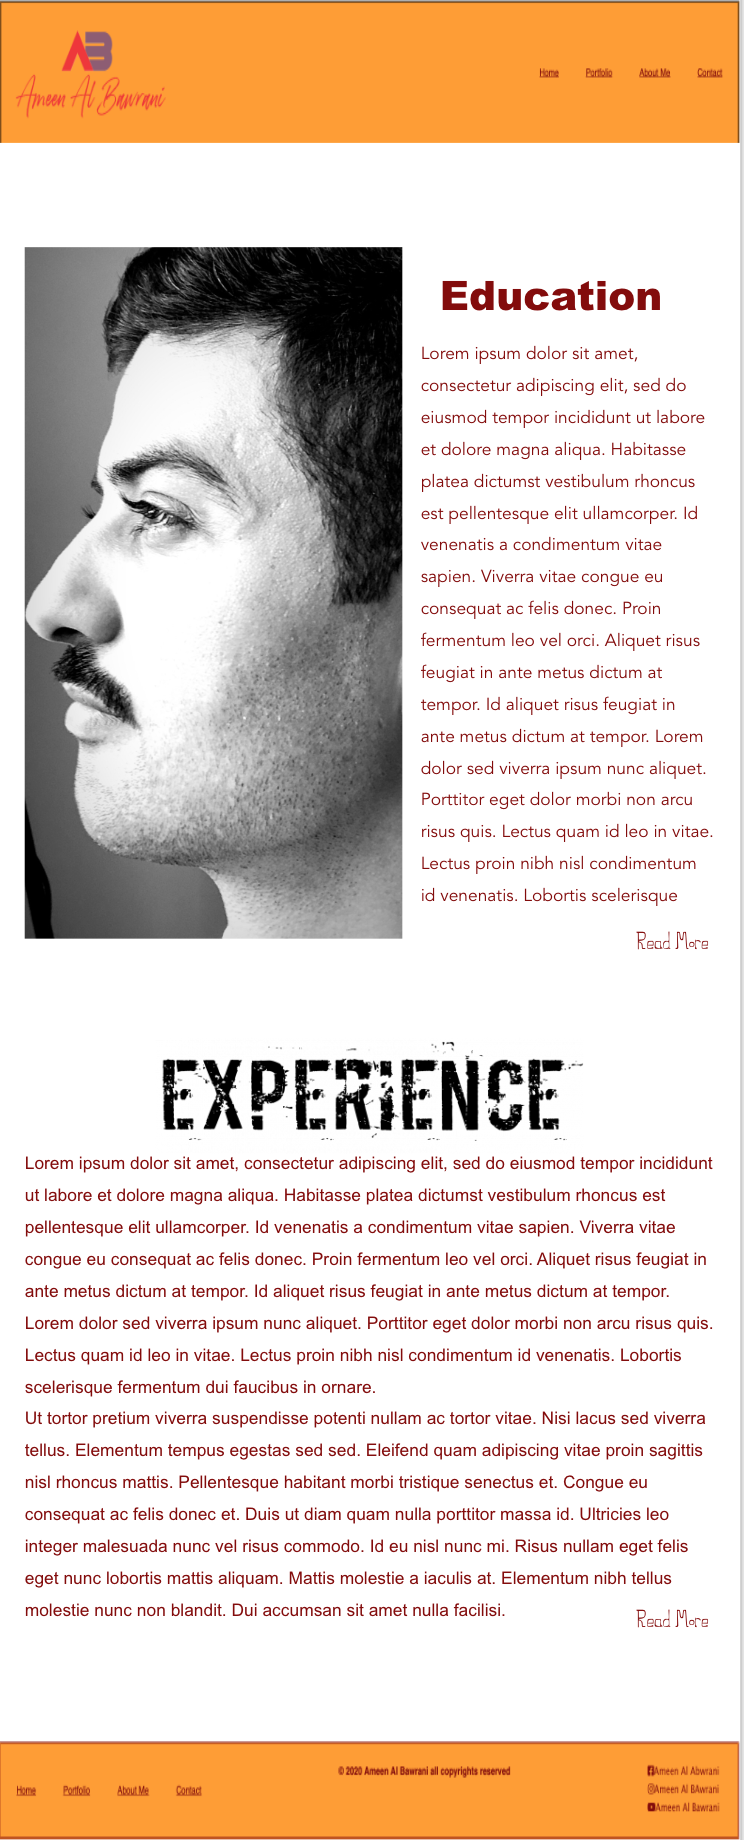 AB
Ameen Al Bawrani
Home Portfolio About Me Contact
Education
Lorem ipsum dolor sit amet,
consectetur adipiscing elit, sed do
eiusmod tempor incididunt ut labore
et dolore magna aliqua. Habitasse
platea dictumst vestibulum rhoncus
est pellentesque elit ullamcorper. Id
venenatis a condimentum vitae
sapien. Viverra vitae congue eu
consequat ac felis donec. Proin
fermentum leo vel orci. Aliquet risus
feugiat in ante metus dictum at
tempor. Id aliquet risus feugiat in
ante metus dictum at tempor. Lorem
dolor sed viverra ipsum nunc aliquet.
Porttitor eget dolor morbi non arcu
risus quis. Lectus quam id leo in vitae.
Lectus proin nibh nisl condimentum
id venenatis. Lobortis scelerisque
Read More
EXPERIENCE
Lorem ipsum dolor sit amet, consectetur adipiscing elit, sed do eiusmod tempor incididunt
ut labore et dolore magna aliqua. Habitasse platea dictumst vestibulum rhoncus est
pellentesque elit ullamcorper. Id venenatis a condimentum vitae sapien. Viverra vitae
congue eu consequat ac felis donec. Proin fermentum leo vel orci. Aliquet risus feugiat in
ante metus dictum at tempor. Id aliquet risus feugiat in ante metus dictum at tempor.
Lorem dolor sed viverra ipsum nunc aliquet. Porttitor eget dolor morbi non arcu risus quis.
Lectus quam id leo in vitae. Lectus proin nibh nisl condimentum id venenatis. Lobortis
scelerisque fermentum dui faucibus in ornare.
Ut tortor pretium viverra suspendisse potenti nullam ac tortor vitae. Nisi lacus sed viverra
tellus. Elementum tempus egestas sed sed. Eleifend quam adipiscing vitae proin sagittis
nisl rhoncus mattis. Pellentesque habitant morbi tristique senectus et. Congue eu
consequat ac felis donec et. Duis ut diam quam nulla porttitor massa id. Ultricies leo
integer malesuada nunc vel risus commodo. Id eu nisl nunc mi. Risus nullam eget felis
eget nunc lobortis mattis aliquam. Mattis molestie a iaculis at. Elementum nibh tellus
molestie nunc non blandit. Dui accumsan sit amet nulla facilisi.
Read More
Home Portfolio About Me Contact
© 2020 Ameen Al Bawrani all copyrights reserved
Ameen Al Abwrani
Ameen Al BAwrani
Ameen Al Bawrani